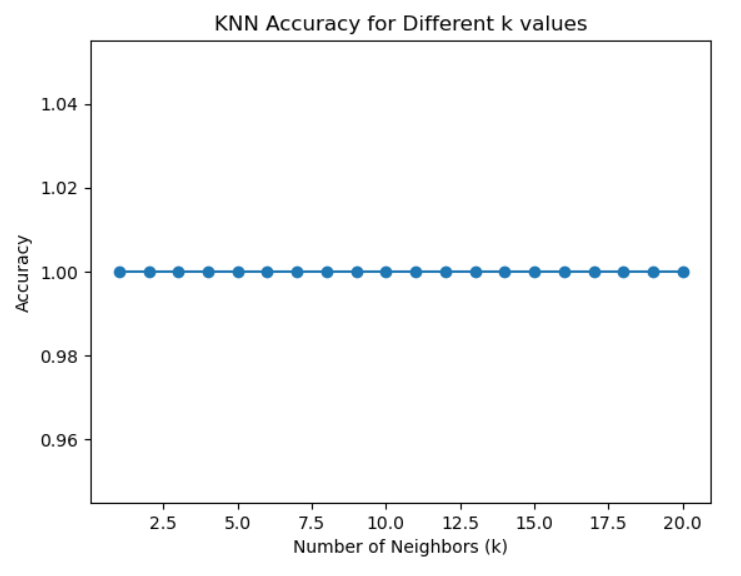 KNN Accuracy for Different k values
1.04
1.02
1.00
0.98
0.96
Accuracy
2.5 5.0 7.5 10.0 12.5 15.0 17.5 20.0
Number of Neighbors (k)